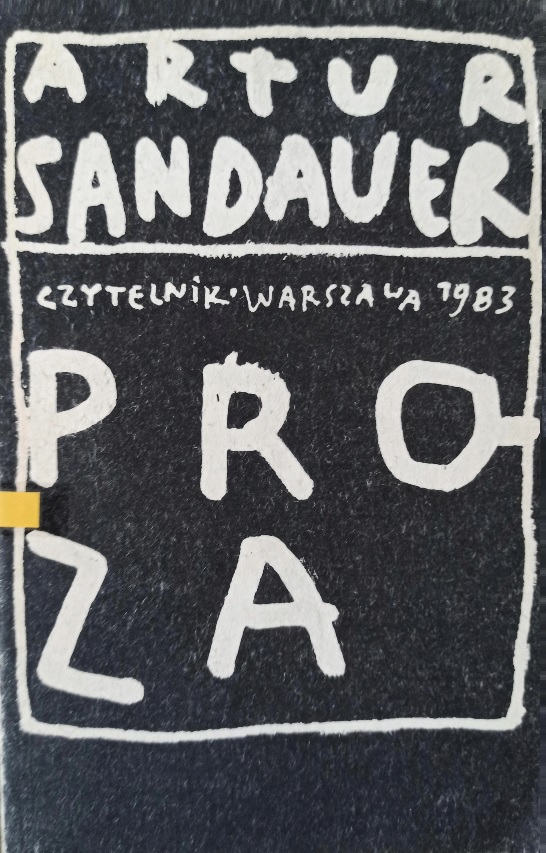 ARTUR
SANDAUER
CZYTELNIK•WARSZAWA 1983
PRO
ZA